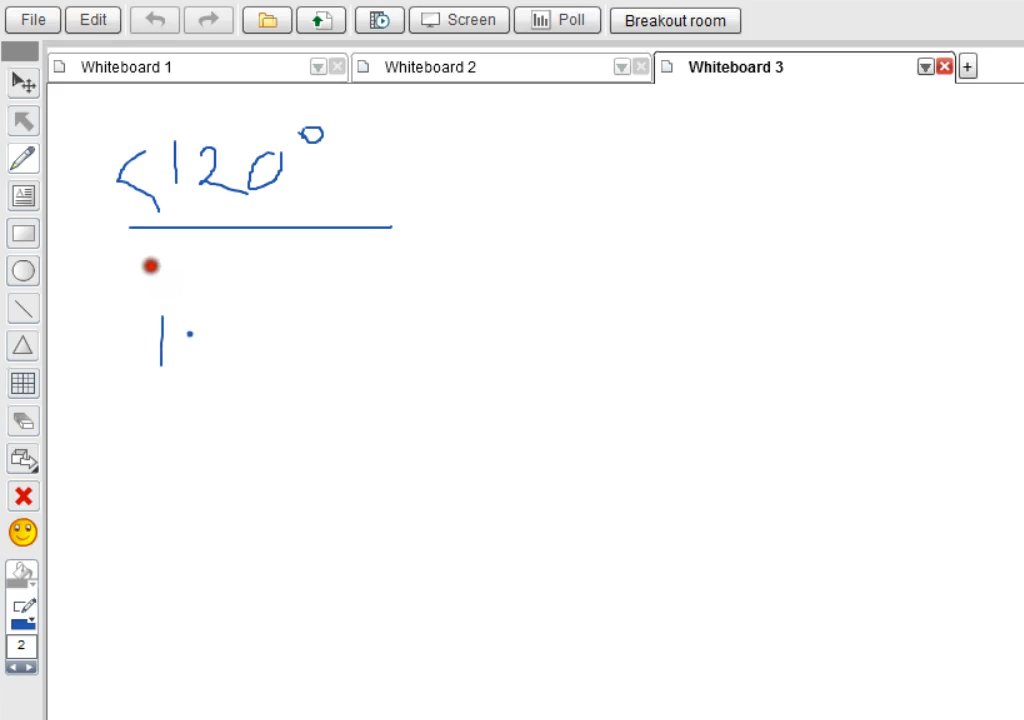 File Edit Screen Poll Breakout room
Whiteboard 1 Whiteboard 2 Whiteboard 3 +
<120°
1.
2